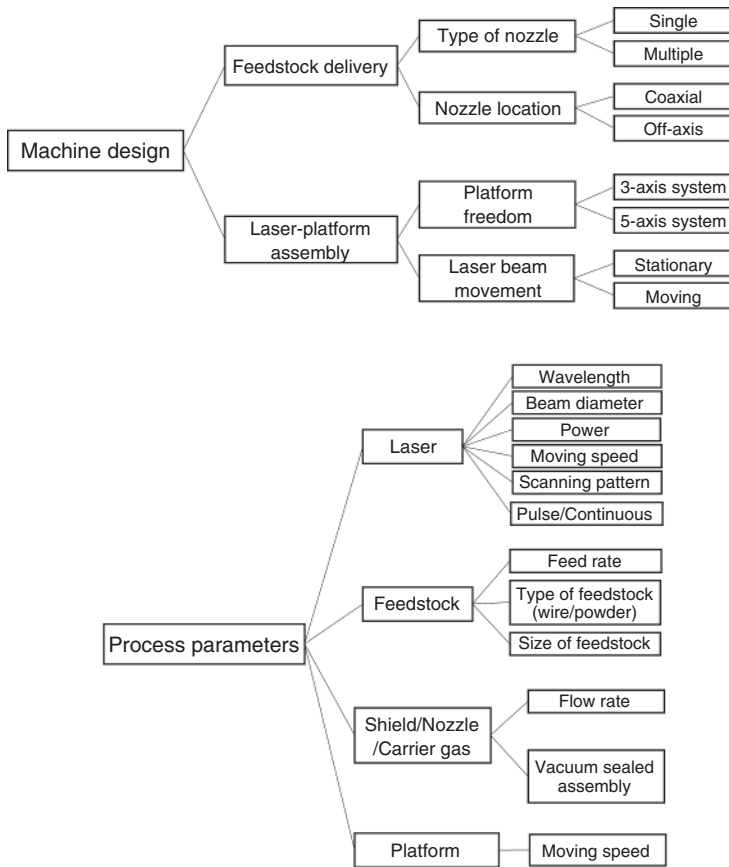 Machine design
Feedstock delivery
Type of nozzle
Single
Multiple
Nozzle location
Coaxial
Off-axis
Laser-platform
assembly
Platform
freedom
3-axis system
5-axis system
Laser beam
movement
Stationary
Moving
Process parameters
Laser
Wavelength
Beam diameter
Power
Moving speed
Scanning pattern
Pulse/Continuous
Feedstock
Feed rate
Type of feedstock
(wire/powder)
Size of feedstock
Shield/Nozzle
/Carrier gas
Flow rate
Vacuum sealed
assembly
Platform
Moving speed